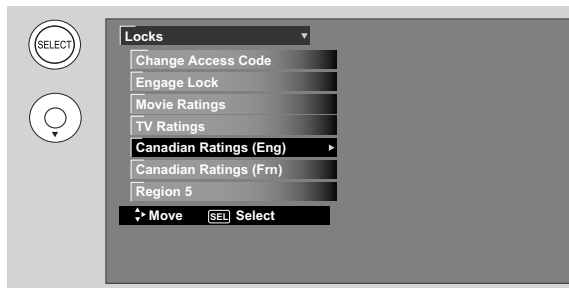 SELECT
Locks
Change Access Code
Engage Lock
Movie Ratings
TV Ratings
Canadian Ratings (Eng)
Canadian Ratings (Frn)
Region 5
Move SEL Select